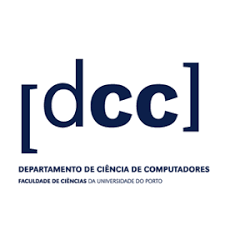 [dcc]
DEPARTAMENTO DE CIÊNCIA DE COMPUTADORES
FACULDADE DE CIÊNCIAS DA UNIVERSIDADE DO PORTO